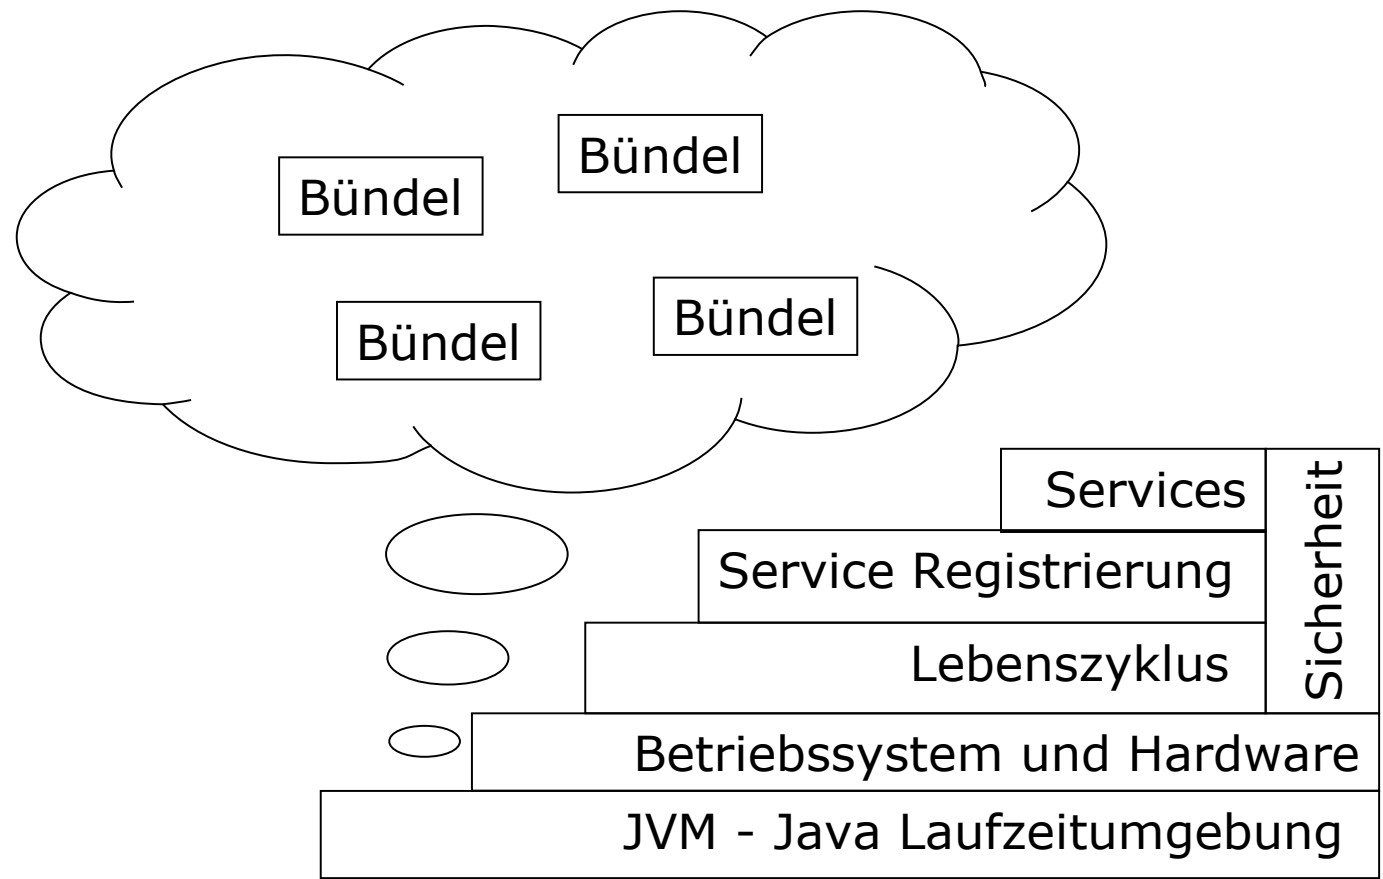 Bündel
Bündel
Bündel
Bündel
Services
Sicherheit
Service Registrierung
Lebenszyklus
Betriebssystem und Hardware
JVM - Java Laufzeitumgebung